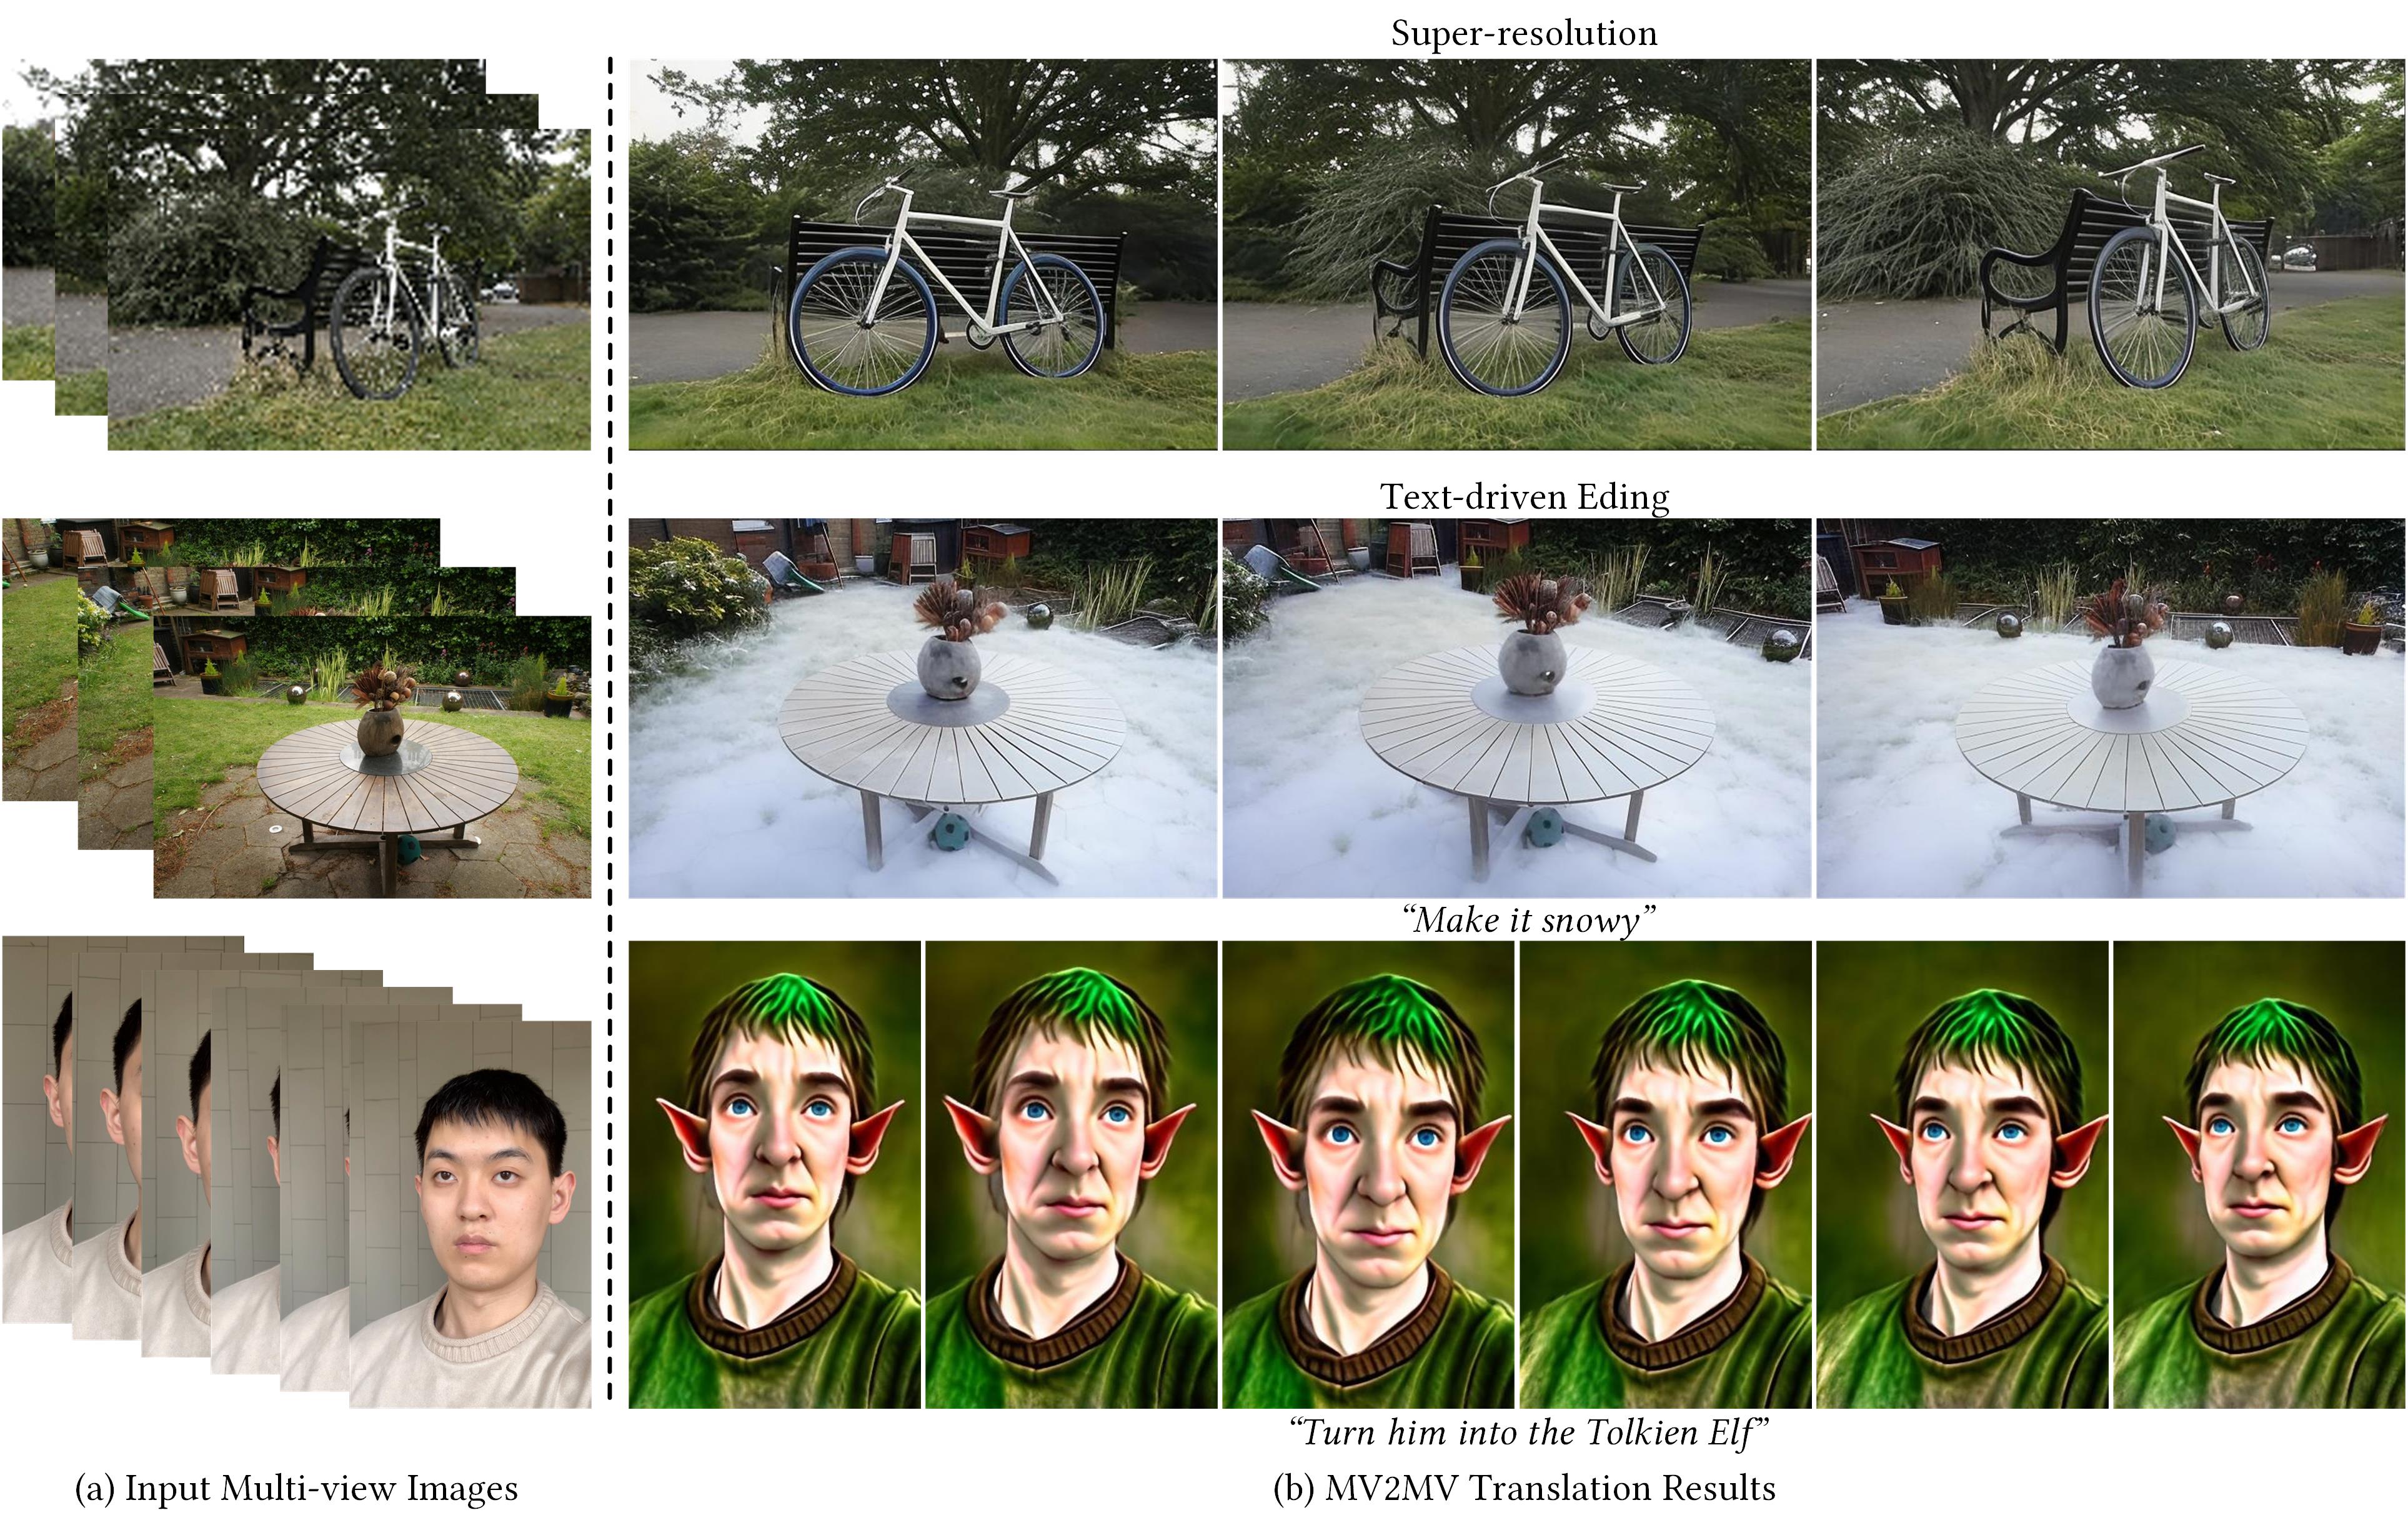 Super-resolution
Text-driven Eding
“Make it snowy”
“Turn him into the Tolkien Elf”
(a) Input Multi-view Images
(b) MV2MV Translation Results